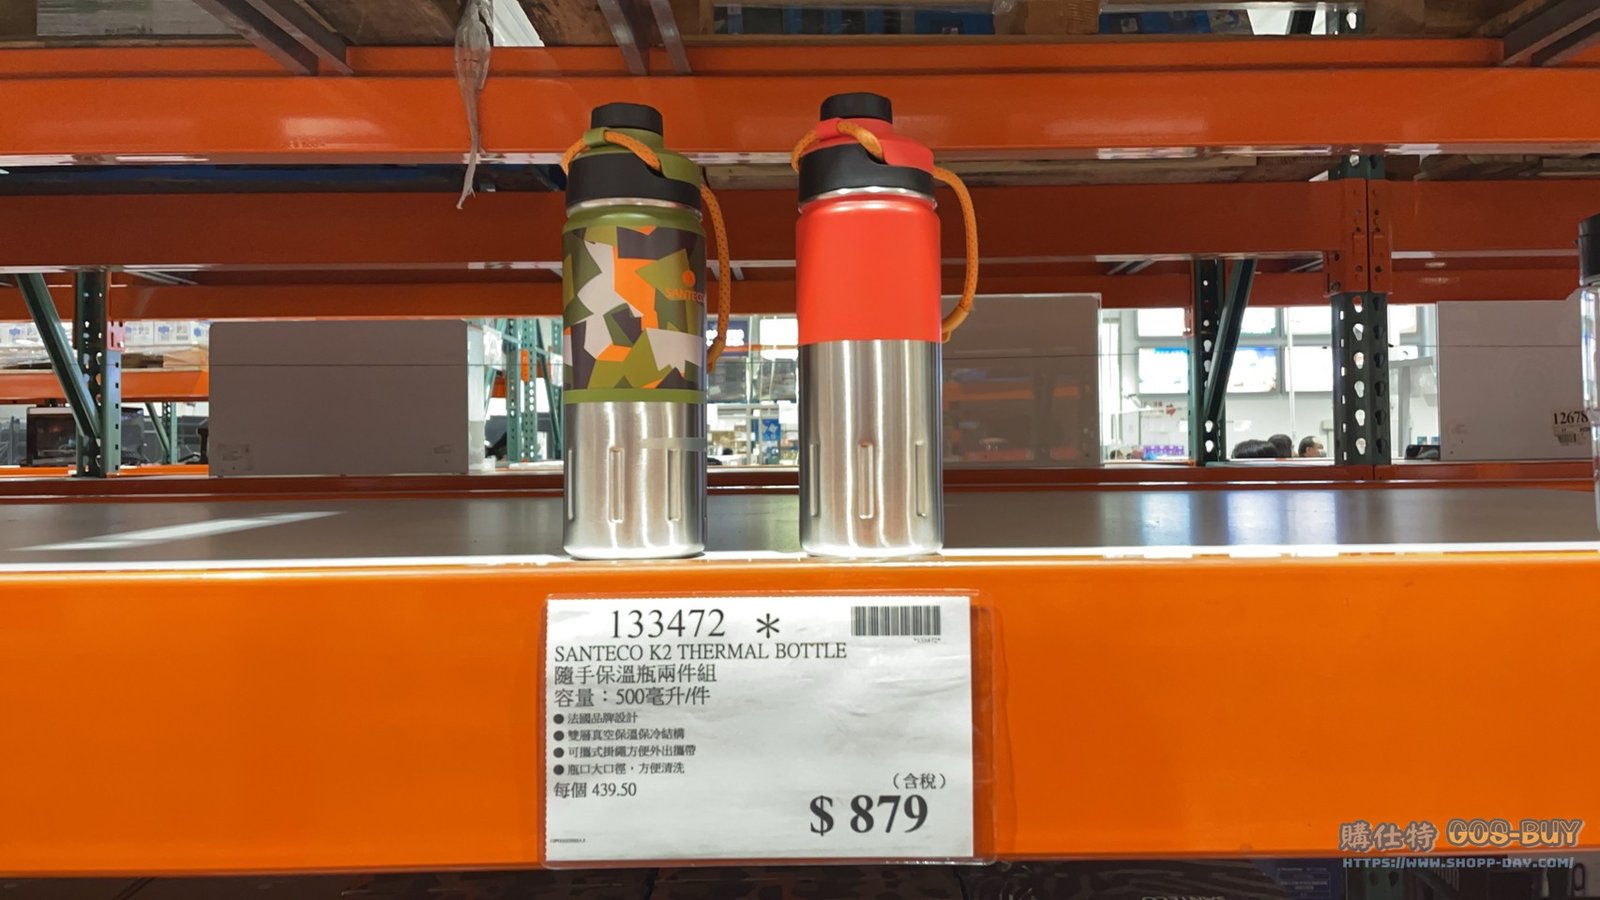 SANTECO
12678
133472 *
*133472*
SANTECO K2 THERMAL BOTTLE
隨手保溫瓶兩件組
容量：500毫升/件
●法國品牌設計
●雙層真空保溫保冷結構
●可攜式掛繩方便外出攜帶
●瓶口大口徑，方便清洗
每個 439.50
（含稅）
$ 879
購仕特 GOS-BUY
HTTPS://WWW.SHOPP-DAY.COM/